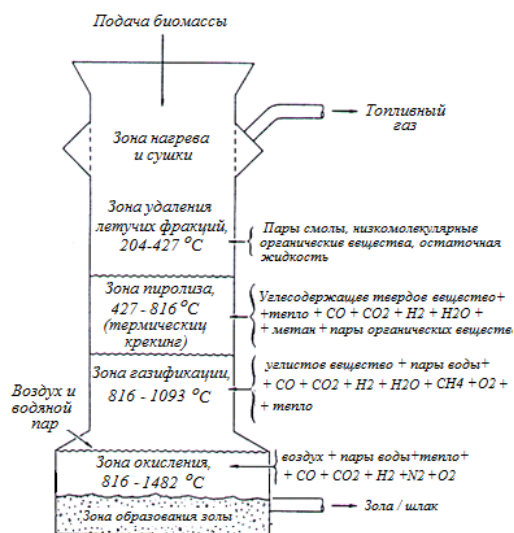 Подача биомассы
Топливный
газ
Зона нагрева
и сушки
Зона удаления
летучих фракций,
204-427 °C
Пары смолы, низкомолекулярные
органические вещества, остаточная
жидкость
Зона пиролиза,
427 - 816 °C
(термическиц
крекинг)
Углесодержащее твердое вещество+
+тепло + CO + CO2 + H2 + H2O +
+ метан + пары органических веществ
Зона газификации,
816 - 1093 °C
углистое вещество + пары воды+
+ CO + CO2 + H2 + H2O + CH4 + O2 +
+ тепло
Воздух и
водяной
пар
Зона окисления,
816 -1482 °C
воздух + пары воды+тепло+
+ CO + CO2 + H2 +N2 +O2
Зола / шлак
Зона образования золы